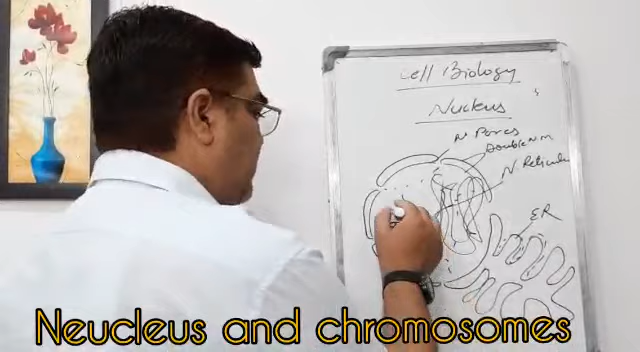 Cell Biology
Nucleus
N Pores
Double N m
N Reticulum
ER
Neucleus and chromosomes